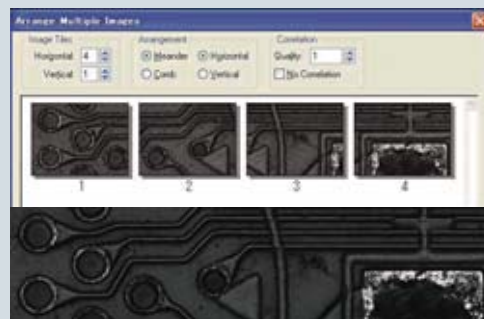 Arrange Multiple Images
Image Tiles
Horizontal 4
Vertical 1
Arrangement
Meander Horizontal
Comb Vertical
Correlation
Quality 1
No Correlation
1 2 3 4